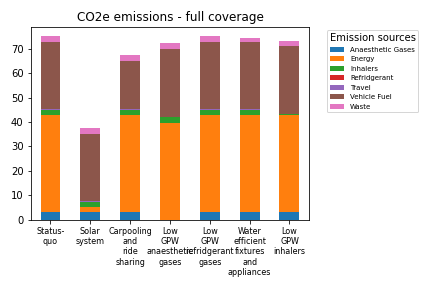 CO2e emissions - full coverage
Emission sources
Anaesthetic Gases
Energy
Inhalers
Refridgerant
Travel
Vehicle Fuel
Waste
70
60
50
40
30
20
10
0
Status-
quo
Solar
system
Carpooling
and
ride
sharing
Low
GPW
anaesthetic
gases
Low
GPW
refridgerant
gases
Water
efficient
fixtures
and
appliances
Low
GPW
inhalers